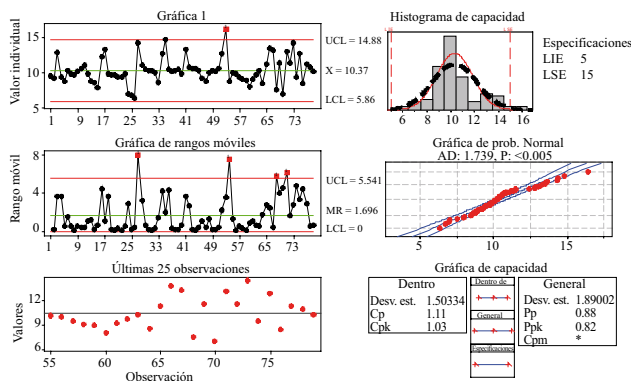 Gráfica 1
Valor individual
15
10
5
UCL = 14.88
X = 10.37
LCL = 5.86
1 9 17 27 33 41 49 57 65 73
Histograma de capacidad
Especificaciones
LIE 5
LSE 15
6 8 10 12 14 16
Gráfica de rangos móviles
Rango móvil
8
4
0
UCL = 5.541
MR = 1.696
LCL = 0
1 9 17 27 33 41 49 57 65 73
Gráfica de prob. Normal
AD: 1.739, P: <0.005
5 10 15
Últimas 25 observaciones
Valores
12
9
6
55 60 65 70 75
Observación
Gráfica de capacidad
Dentro
Desv. est. 1.50334
Cp 1.11
Cpk 1.03
Dentro de
General
Especificaciones
General
Desv. est. 1.89002
Pp 0.88
Ppk 0.82
Cpm *